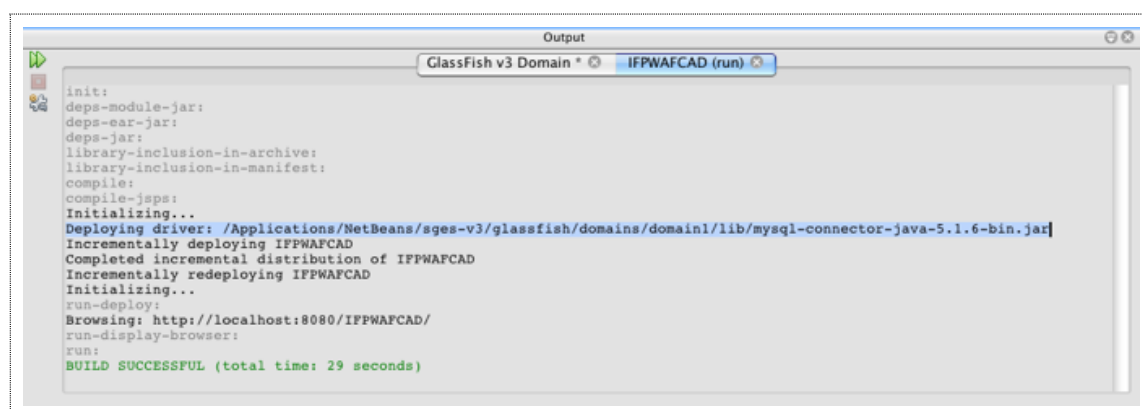 Output
GlassFish v3 Domain * IFPWAFCAD (run)
init:
deps-module-jar:
deps-ear-jar:
deps-jar:
library-inclusion-in-archive:
library-inclusion-in-manifest:
compile:
compile-jsps:
Initializing...
Deploying driver: /Applications/NetBeans/sges-v3/glassfish/domains/domain1/lib/mysql-connector-java-5.1.6-bin.jar
Incrementally deploying IFPWAFCAD
Completed incremental distribution of IFPWAFCAD
Incrementally redeploying IFPWAFCAD
Initializing...
run-deploy:
Browsing: http://localhost:8080/IFPWAFCAD/
run-display-browser:
run:
BUILD SUCCESSFUL (total time: 29 seconds)